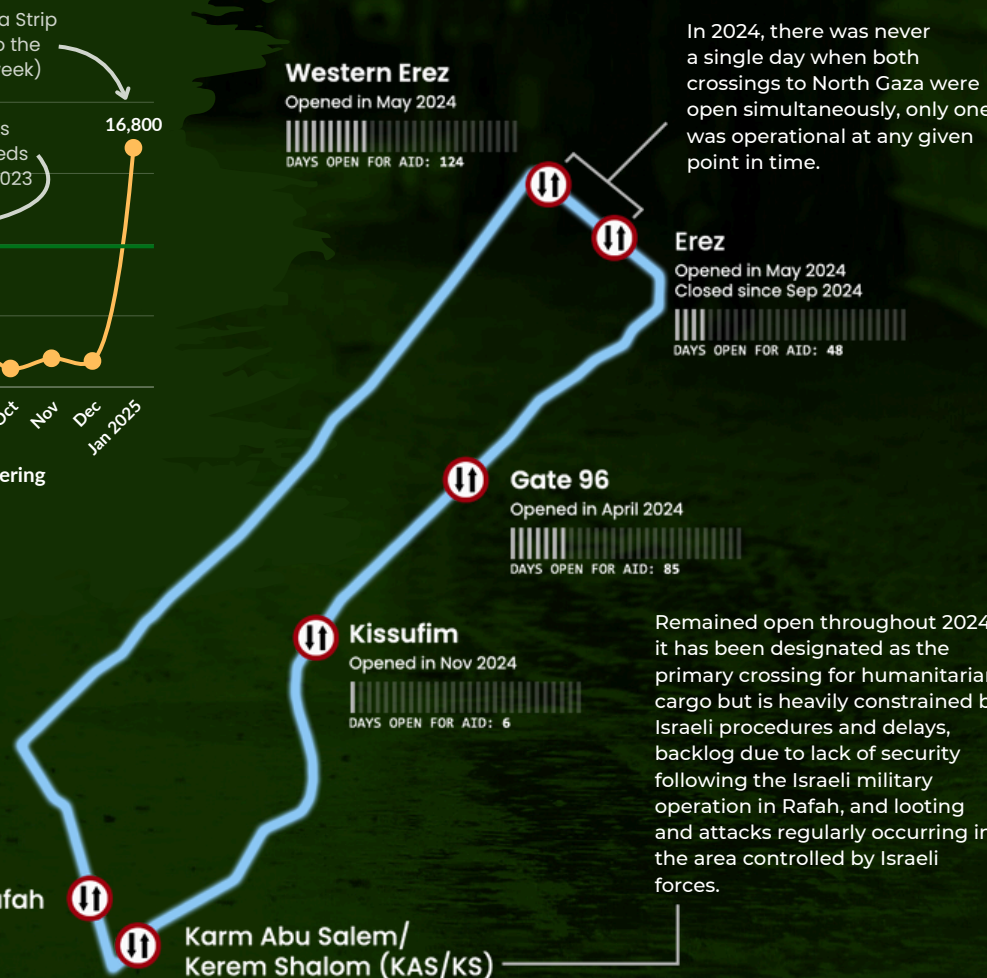 a Strip
the
eek)
16,800
s
eds
023
Oct
Nov
Dec
Jan 2025
ering
Western Erez
Opened in May 2024
DAYS OPEN FOR AID: 124
In 2024, there was never
a single day when both
crossings to North Gaza were
open simultaneously, only one
was operational at any given
point in time.
Erez
Opened in May 2024
Closed since Sep 2024
DAYS OPEN FOR AID: 48
Gate 96
Opened in April 2024
DAYS OPEN FOR AID: 85
Kissufim
Opened in Nov 2024
DAYS OPEN FOR AID: 6
Remained open throughout 2024
it has been designated as the
primary crossing for humanitarian
cargo but is heavily constrained b
Israeli procedures and delays,
backlog due to lack of security
following the Israeli military
operation in Rafah, and looting
and attacks regularly occurring in
the area controlled by Israeli
forces.
afah
Karm Abu Salem/
Kerem Shalom (KAS/KS)